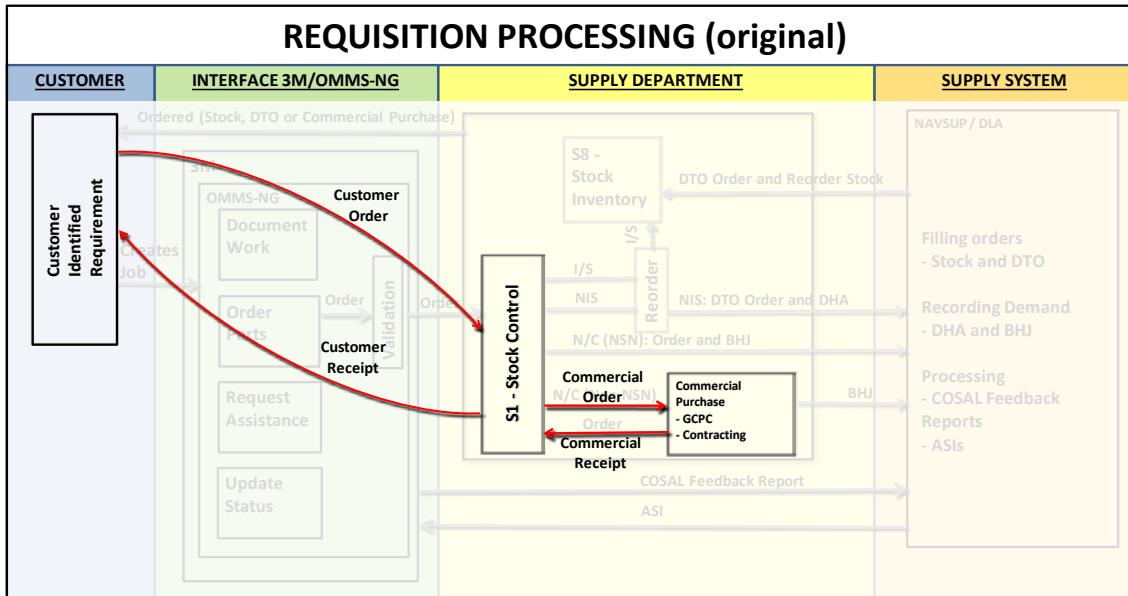 REQUISITION PROCESSING (original)
CUSTOMER
INTERFACE 3M/OMMS-NG
SUPPLY DEPARTMENT
SUPPLY SYSTEM
Ordered (Stock, DTO or Commercial Purchase)
Customer
Identified
Requirement
Creates
Job
3M
OMMS-NG
Document
Work
Order
Parts
Request
Assistance
Update
Status
Order
Validation
Order
Customer
Order
Customer
Receipt
S1 - Stock Control
S8 -
Stock
Inventory
I/S
I/S
NIS
Reorder
DTO Order and Reorder Stock
NIS: DTO Order and DHA
N/C (NSN): Order and BHJ
Commercial
Order
Order
Commercial
Receipt
Commercial
Purchase
- GCPC
- Contracting
BHJ
COSAL Feedback Report
ASI
NAVSUP / DLA
Filling orders
- Stock and DTO
Recording Demand
- DHA and BHJ
Processing
- COSAL Feedback
Reports
- ASIs